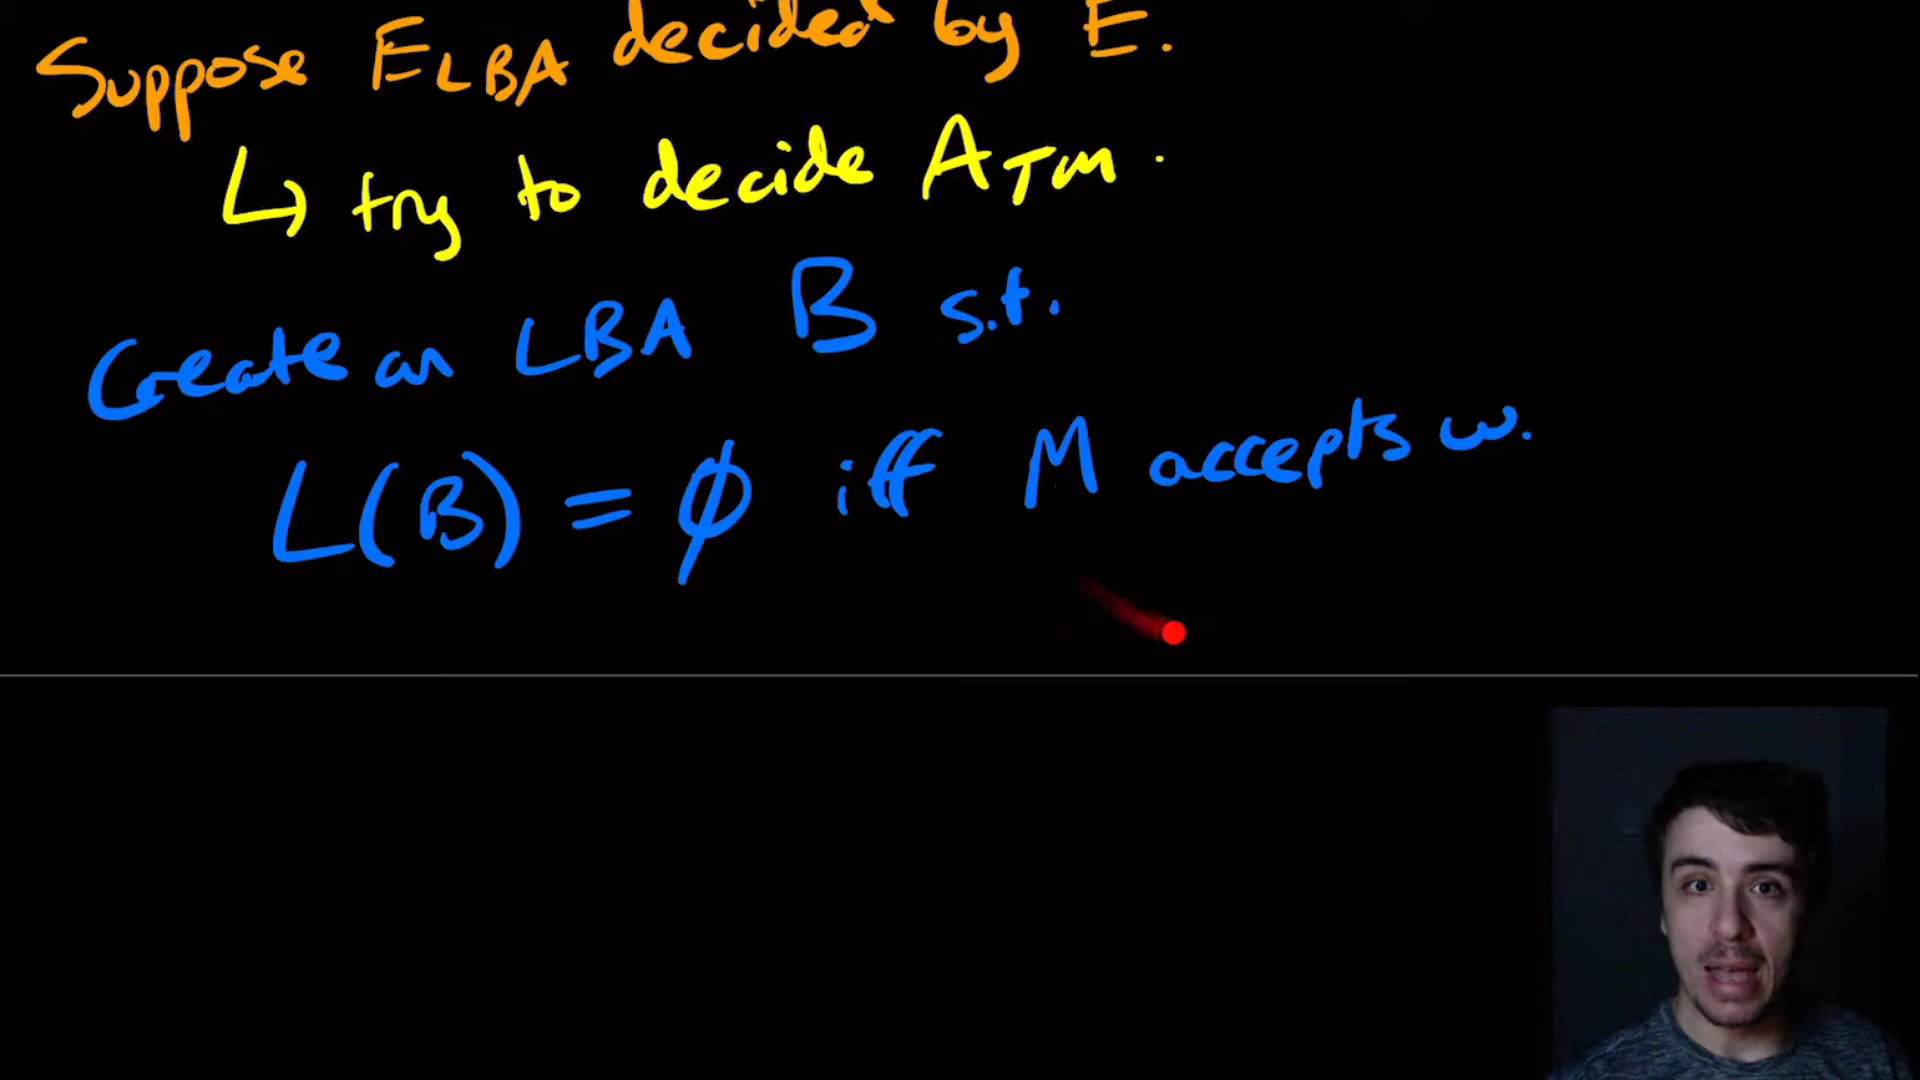 Suppose E_LBA decided by E.
↳ try to decide A_TM.
Create an LBA B s.t.
L(B) = ∅ iff M accepts w.